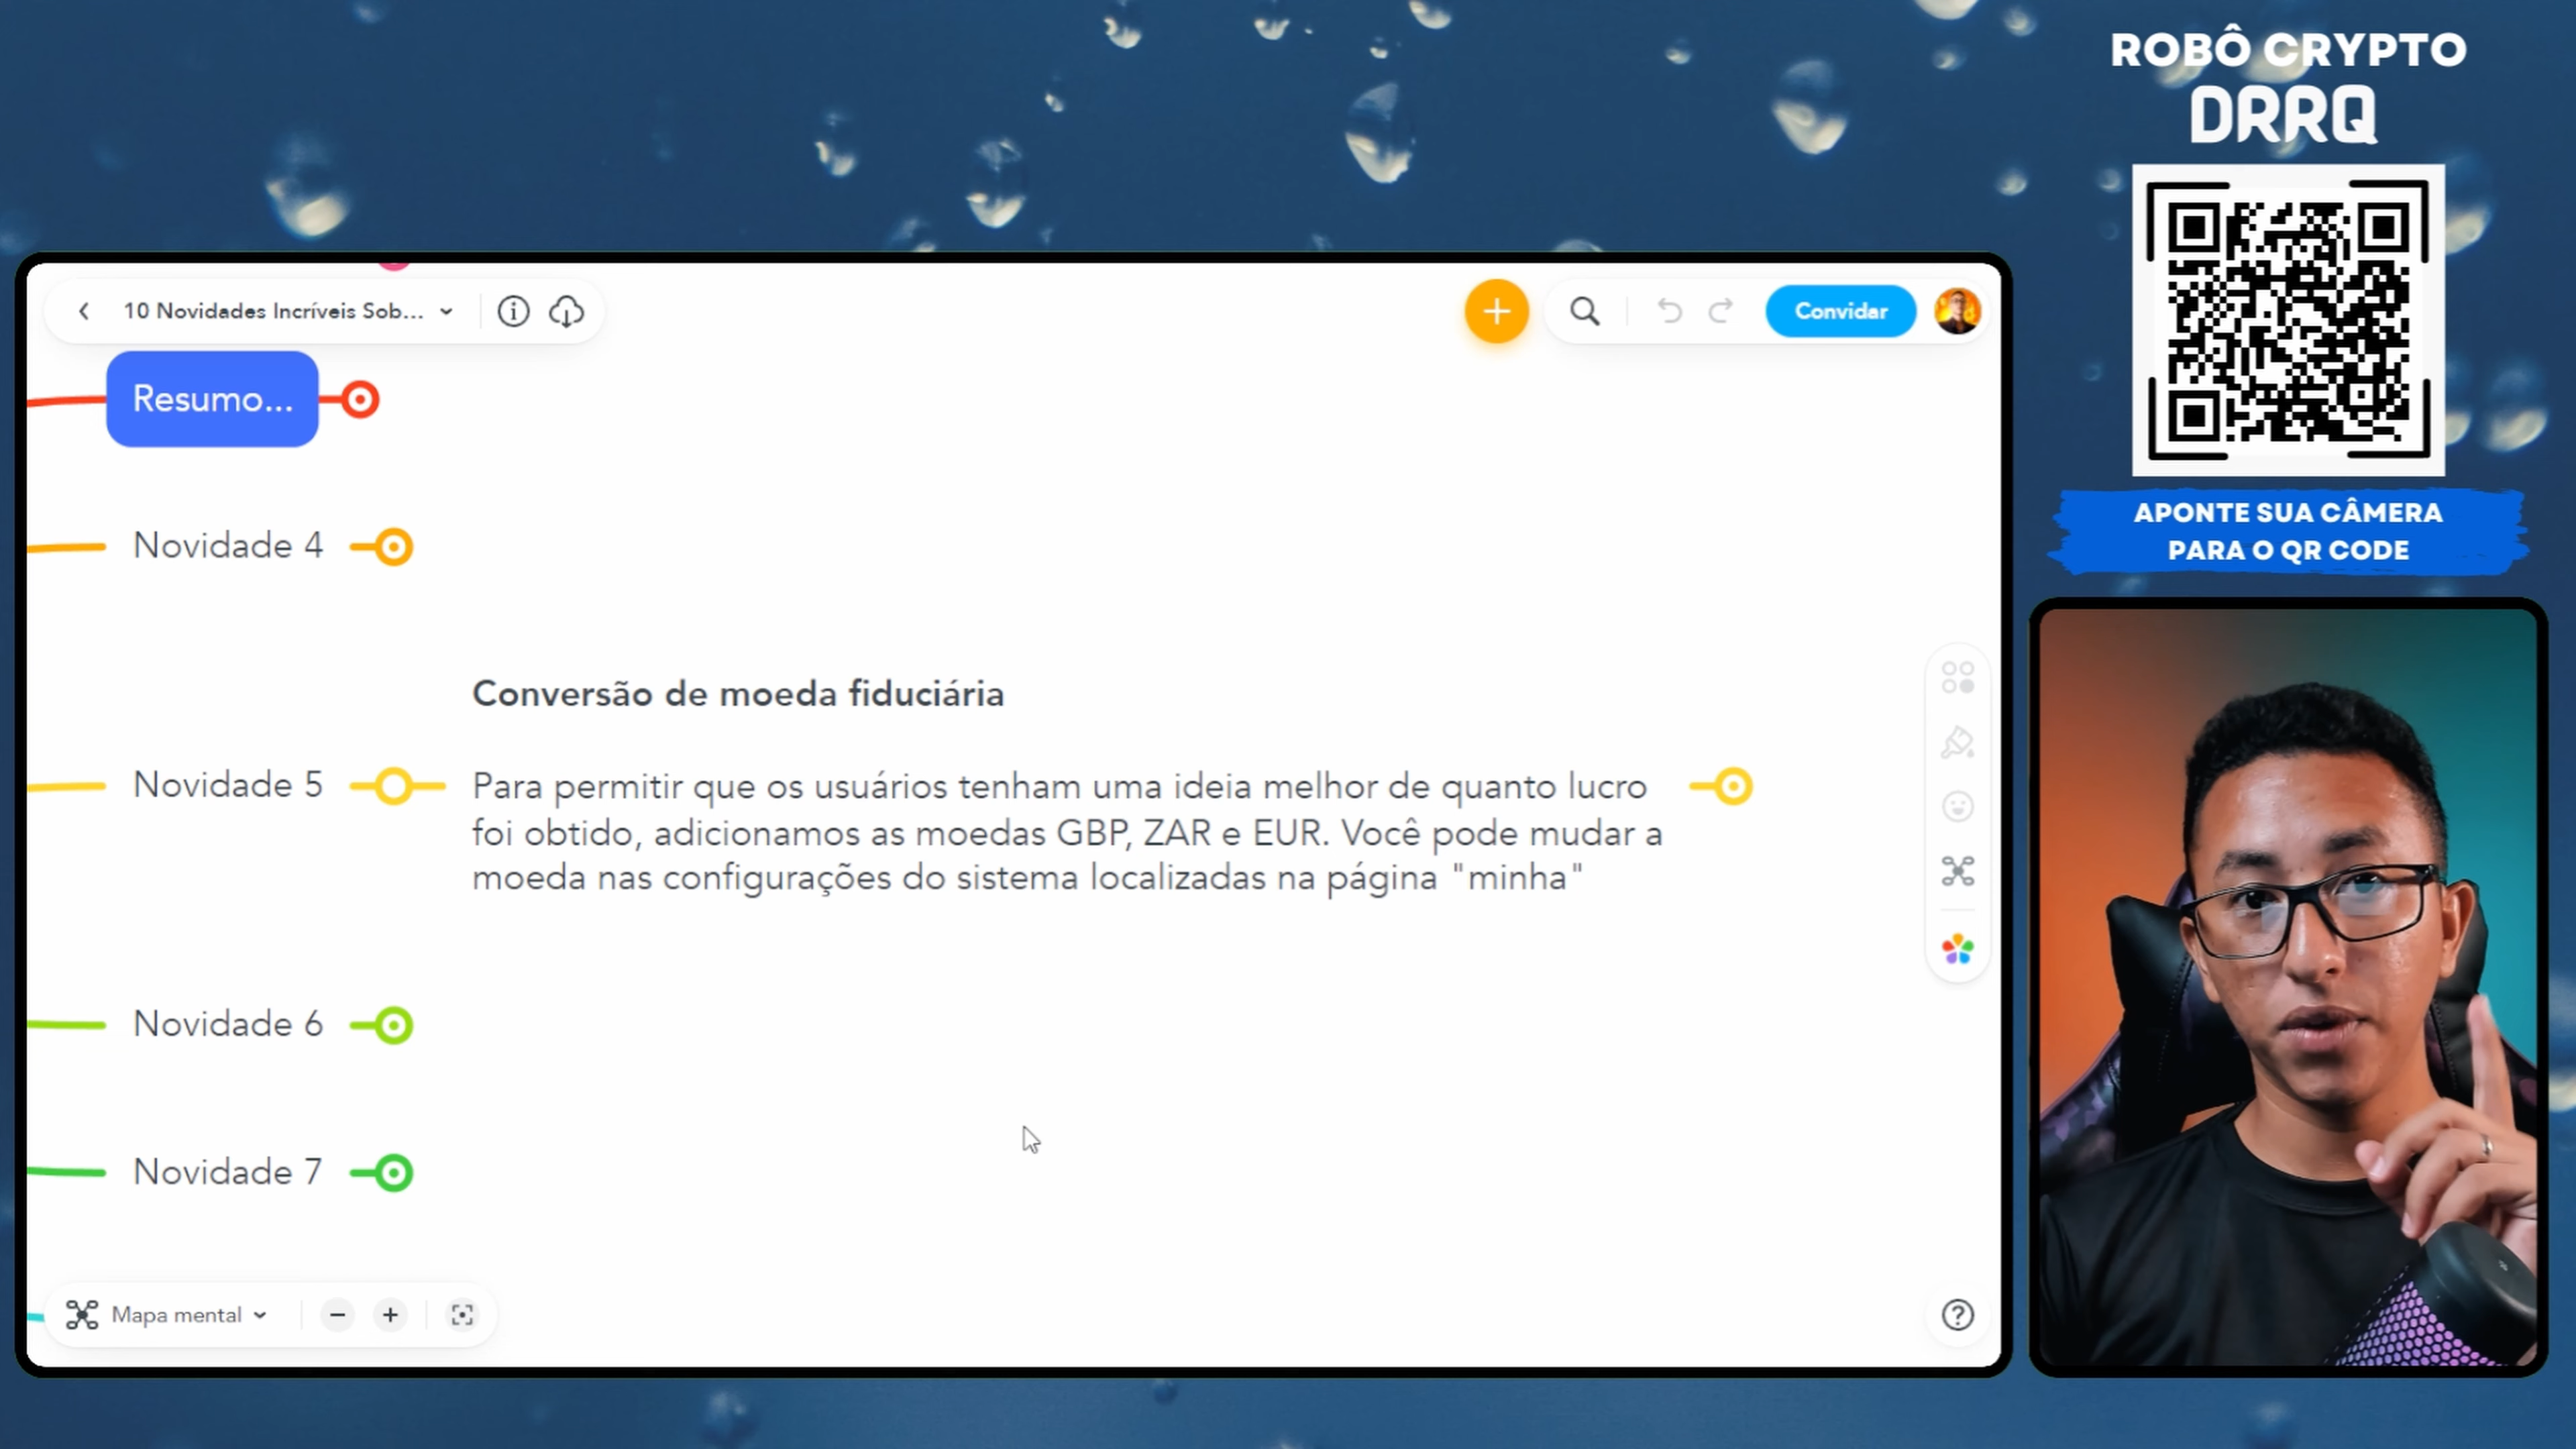 ROBÔ CRYPTO
DRRQ
APONTE SUA CÂMERA
PARA O QR CODE
10 Novidades Incríveis Sob...
Convidar
Resumo...
Novidade 4
Conversão de moeda fiduciária
Novidade 5
Para permitir que os usuários tenham uma ideia melhor de quanto lucro
foi obtido, adicionamos as moedas GBP, ZAR e EUR. Você pode mudar a
moeda nas configurações do sistema localizadas na página "minha"
Novidade 6
Novidade 7
Mapa mental